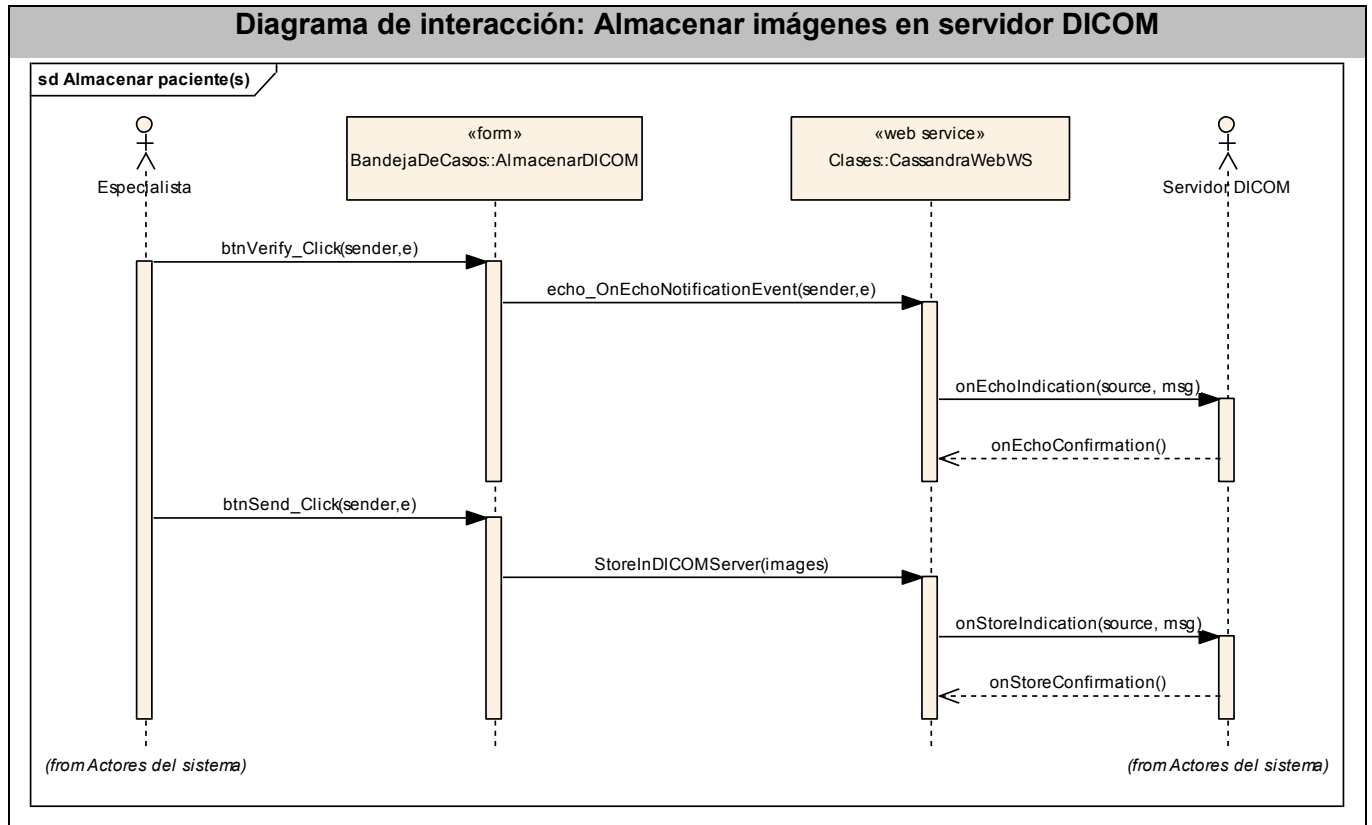 Diagrama de interacción: Almacenar imágenes en servidor DICOM
sd Almacenar paciente(s)
Especialista
«form»
BandejaDeCasos::AlmacenarDICOM
«web service»
Clases::CassandraWebWS
Servidor DICOM
btnVerify_Click(sender,e)
echo_OnEchoNotificationEvent(sender,e)
onEchoIndication(source, msg)
onEchoConfirmation()
btnSend_Click(sender,e)
StoreInDICOMServer(images)
onStoreIndication(source, msg)
onStoreConfirmation()
(from Actores del sistema)
(from Actores del sistema)